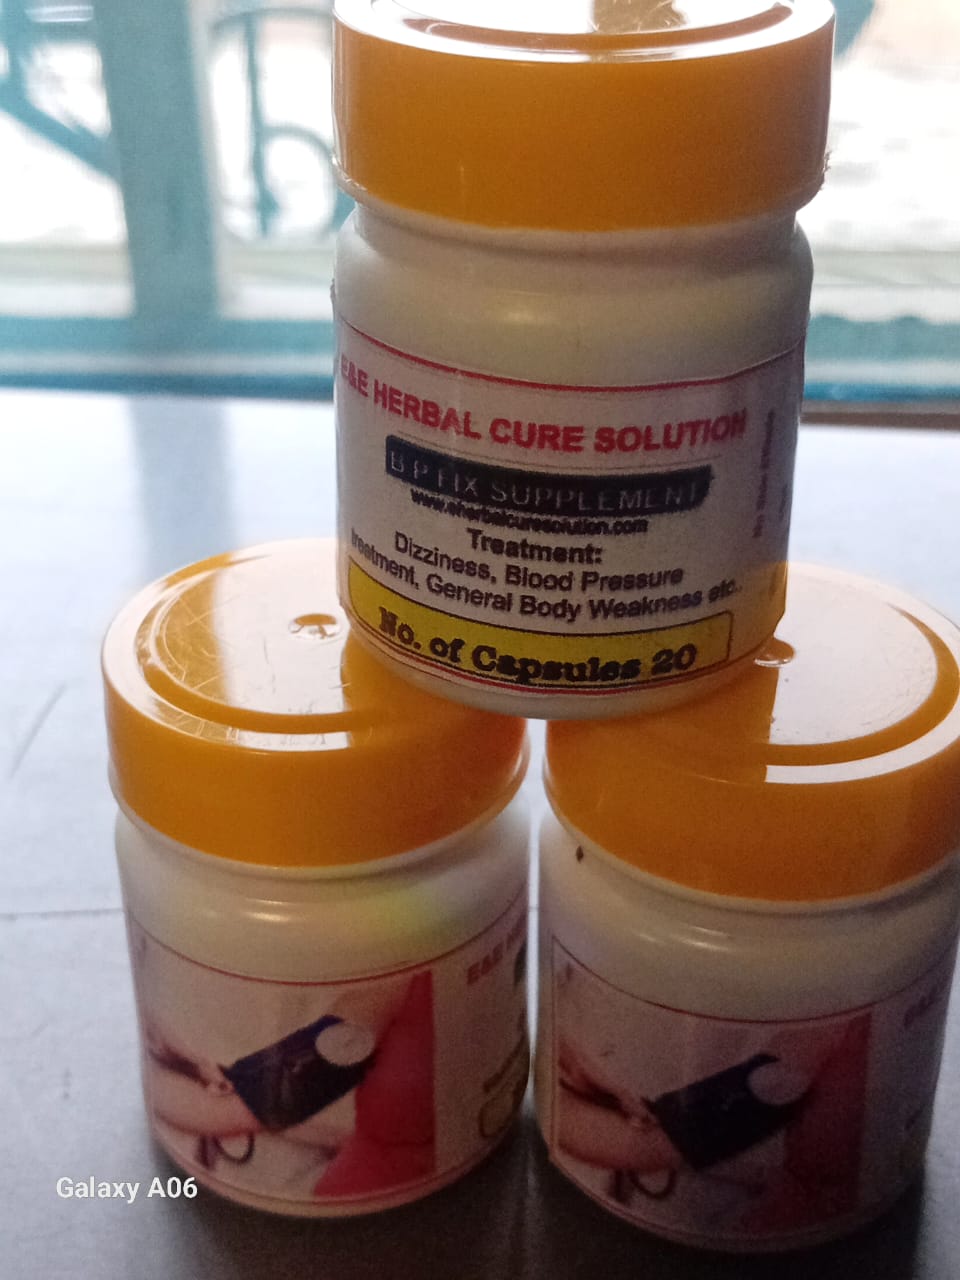 E&E HERBAL CURE SOLUTION
B P FIX SUPPLEMENT
www.eherbalcuresolution.com
Treatment:
Dizziness, Blood Pressure
treatment, General Body Weakness etc.
No. of Capsules 20
E&E
Galaxy A06